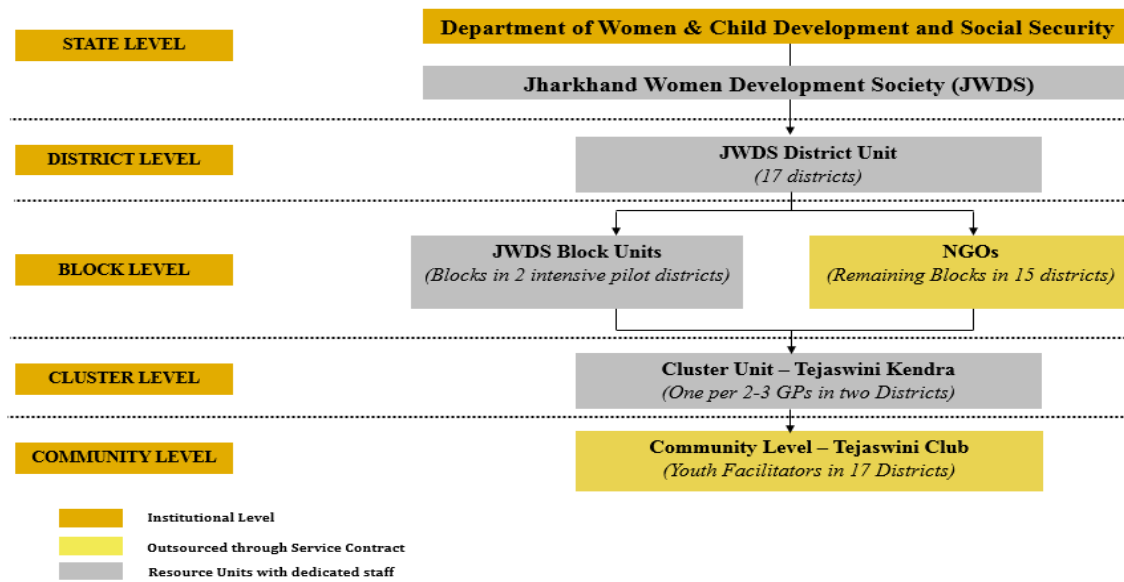 STATE LEVEL
Department of Women & Child Development and Social Security
Jharkhand Women Development Society (JWDS)
DISTRICT LEVEL
JWDS District Unit
(17 districts)
BLOCK LEVEL
JWDS Block Units
(Blocks in 2 intensive pilot districts)
NGOs
(Remaining Blocks in 15 districts)
CLUSTER LEVEL
Cluster Unit – Tejaswini Kendra
(One per 2-3 GPs in two Districts)
COMMUNITY LEVEL
Community Level – Tejaswini Club
(Youth Facilitators in 17 Districts)
Institutional Level
Outsourced through Service Contract
Resource Units with dedicated staff